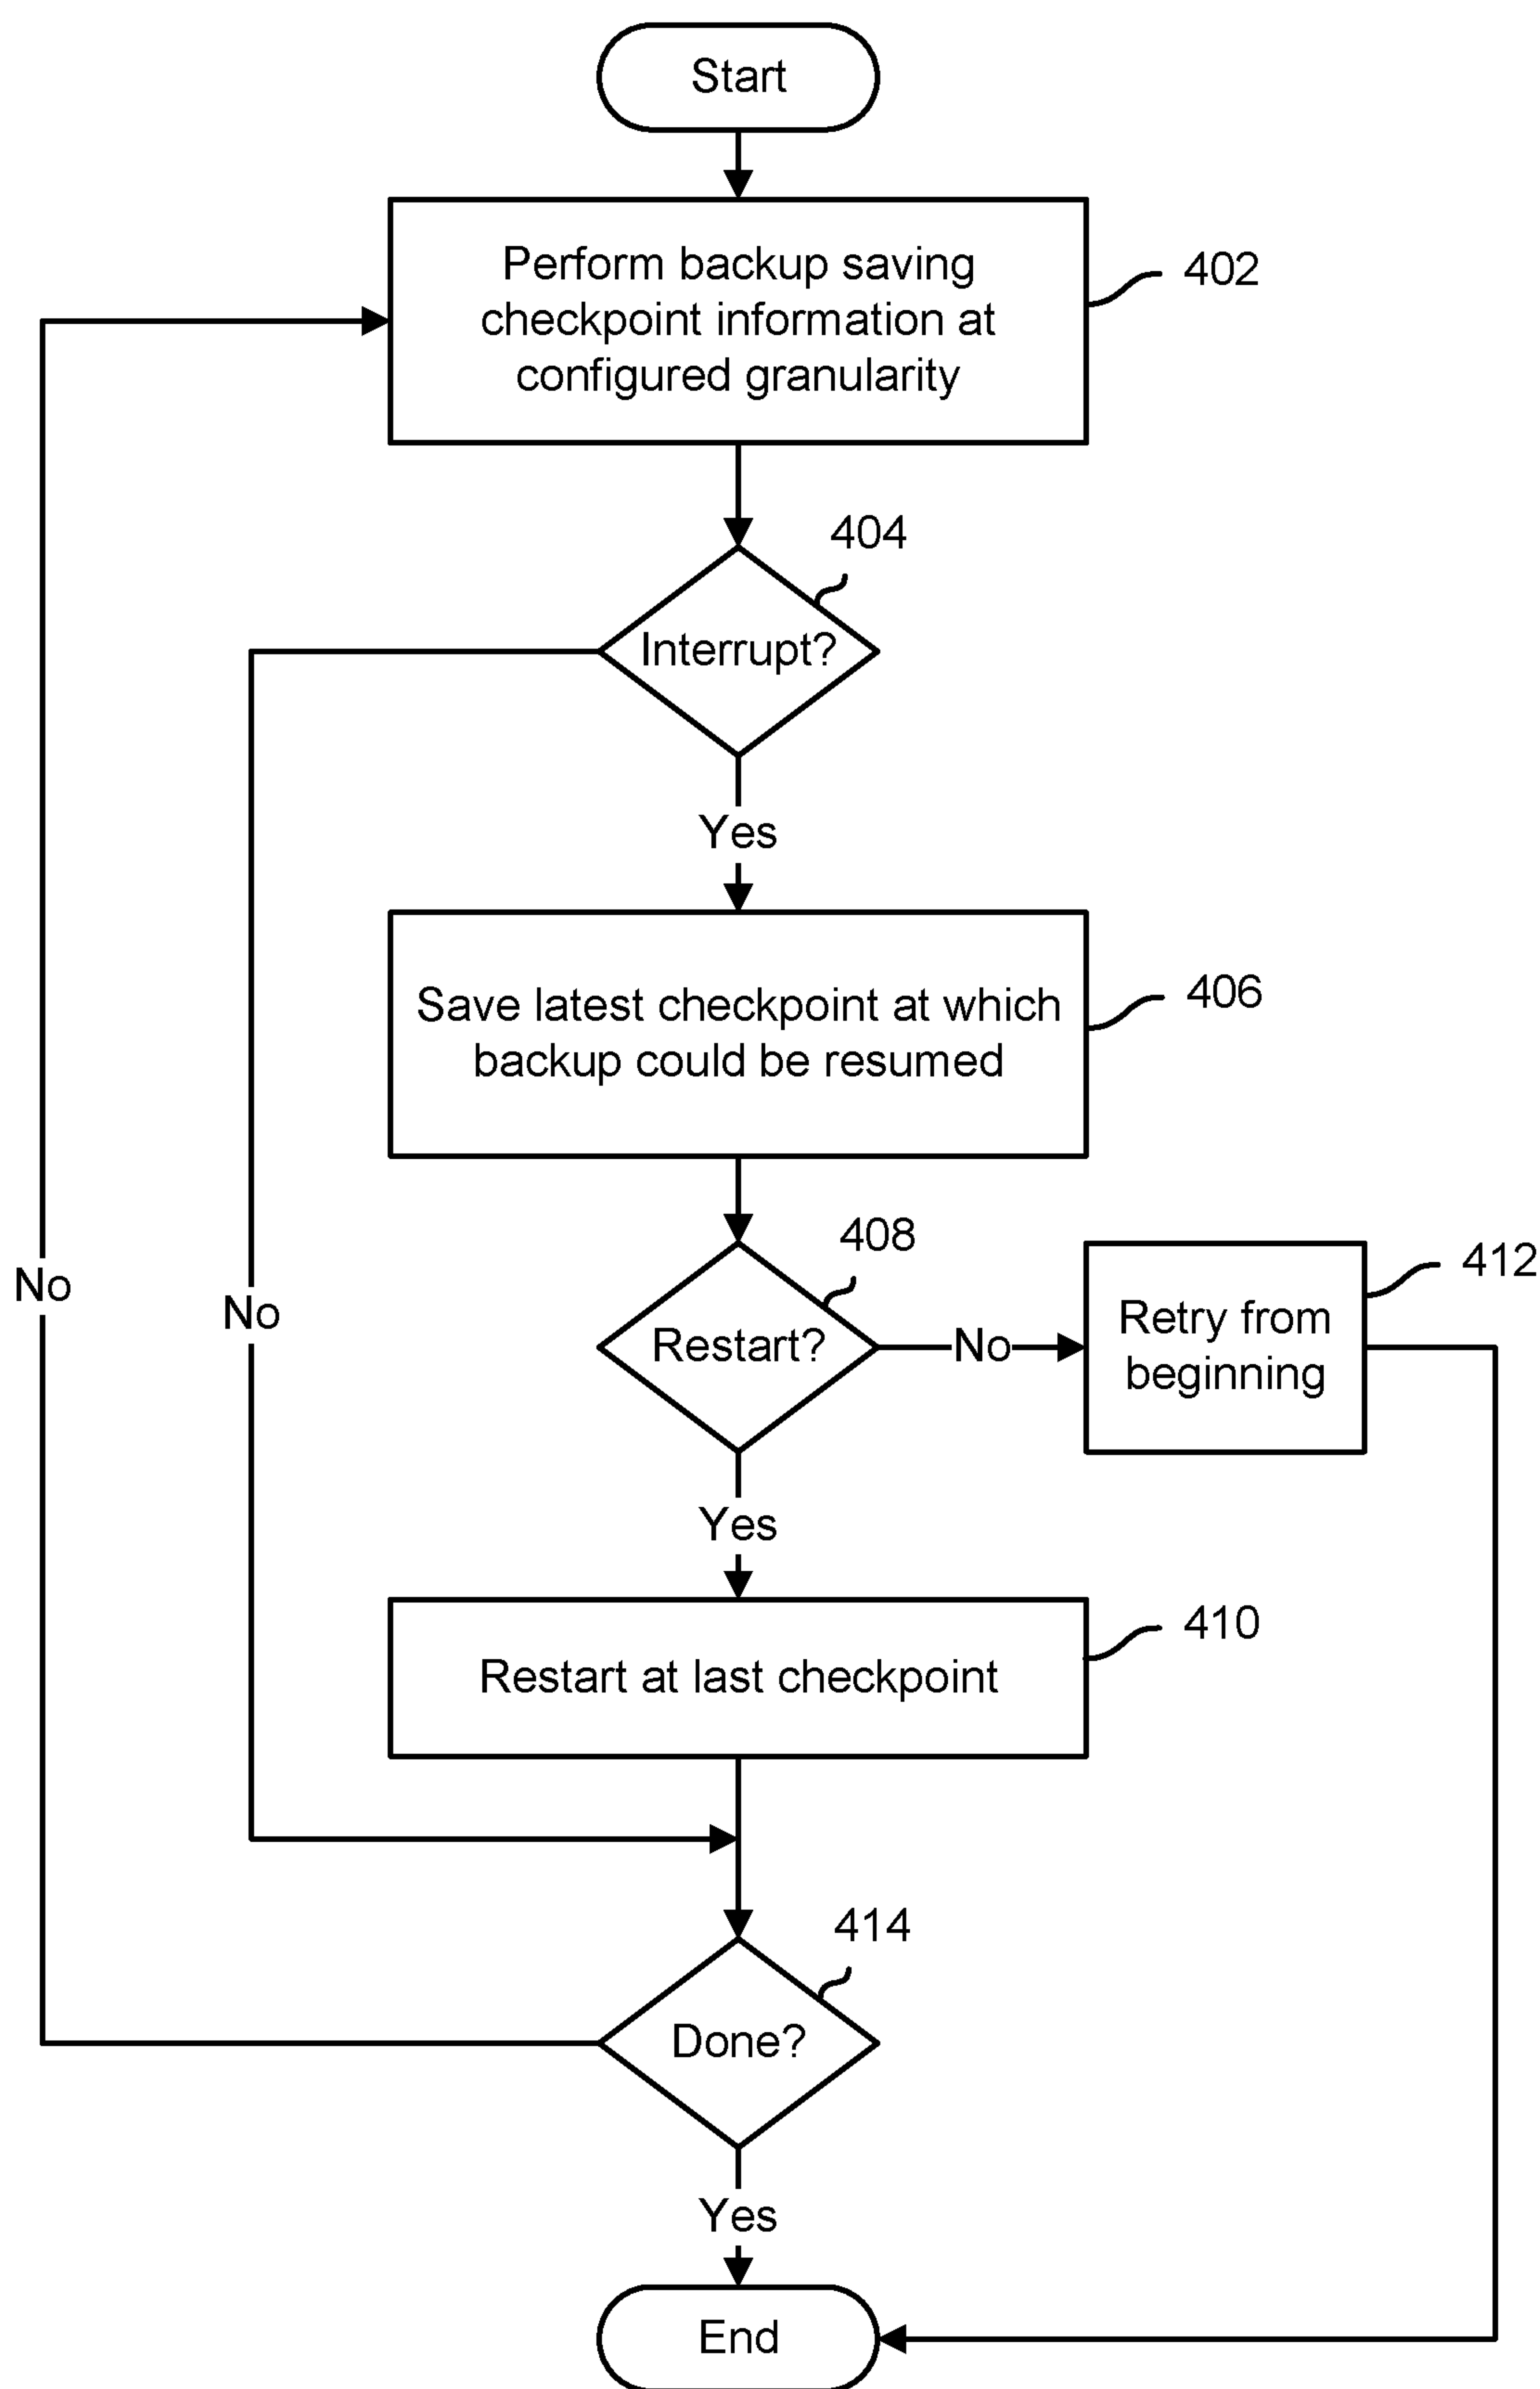 Start
Perform backup saving
checkpoint information at
configured granularity
402
404
Interrupt?
Yes
Save latest checkpoint at which
backup could be resumed
406
408
Restart?
No
Retry from
beginning
412
No
No
Yes
Restart at last checkpoint
410
414
Done?
Yes
End